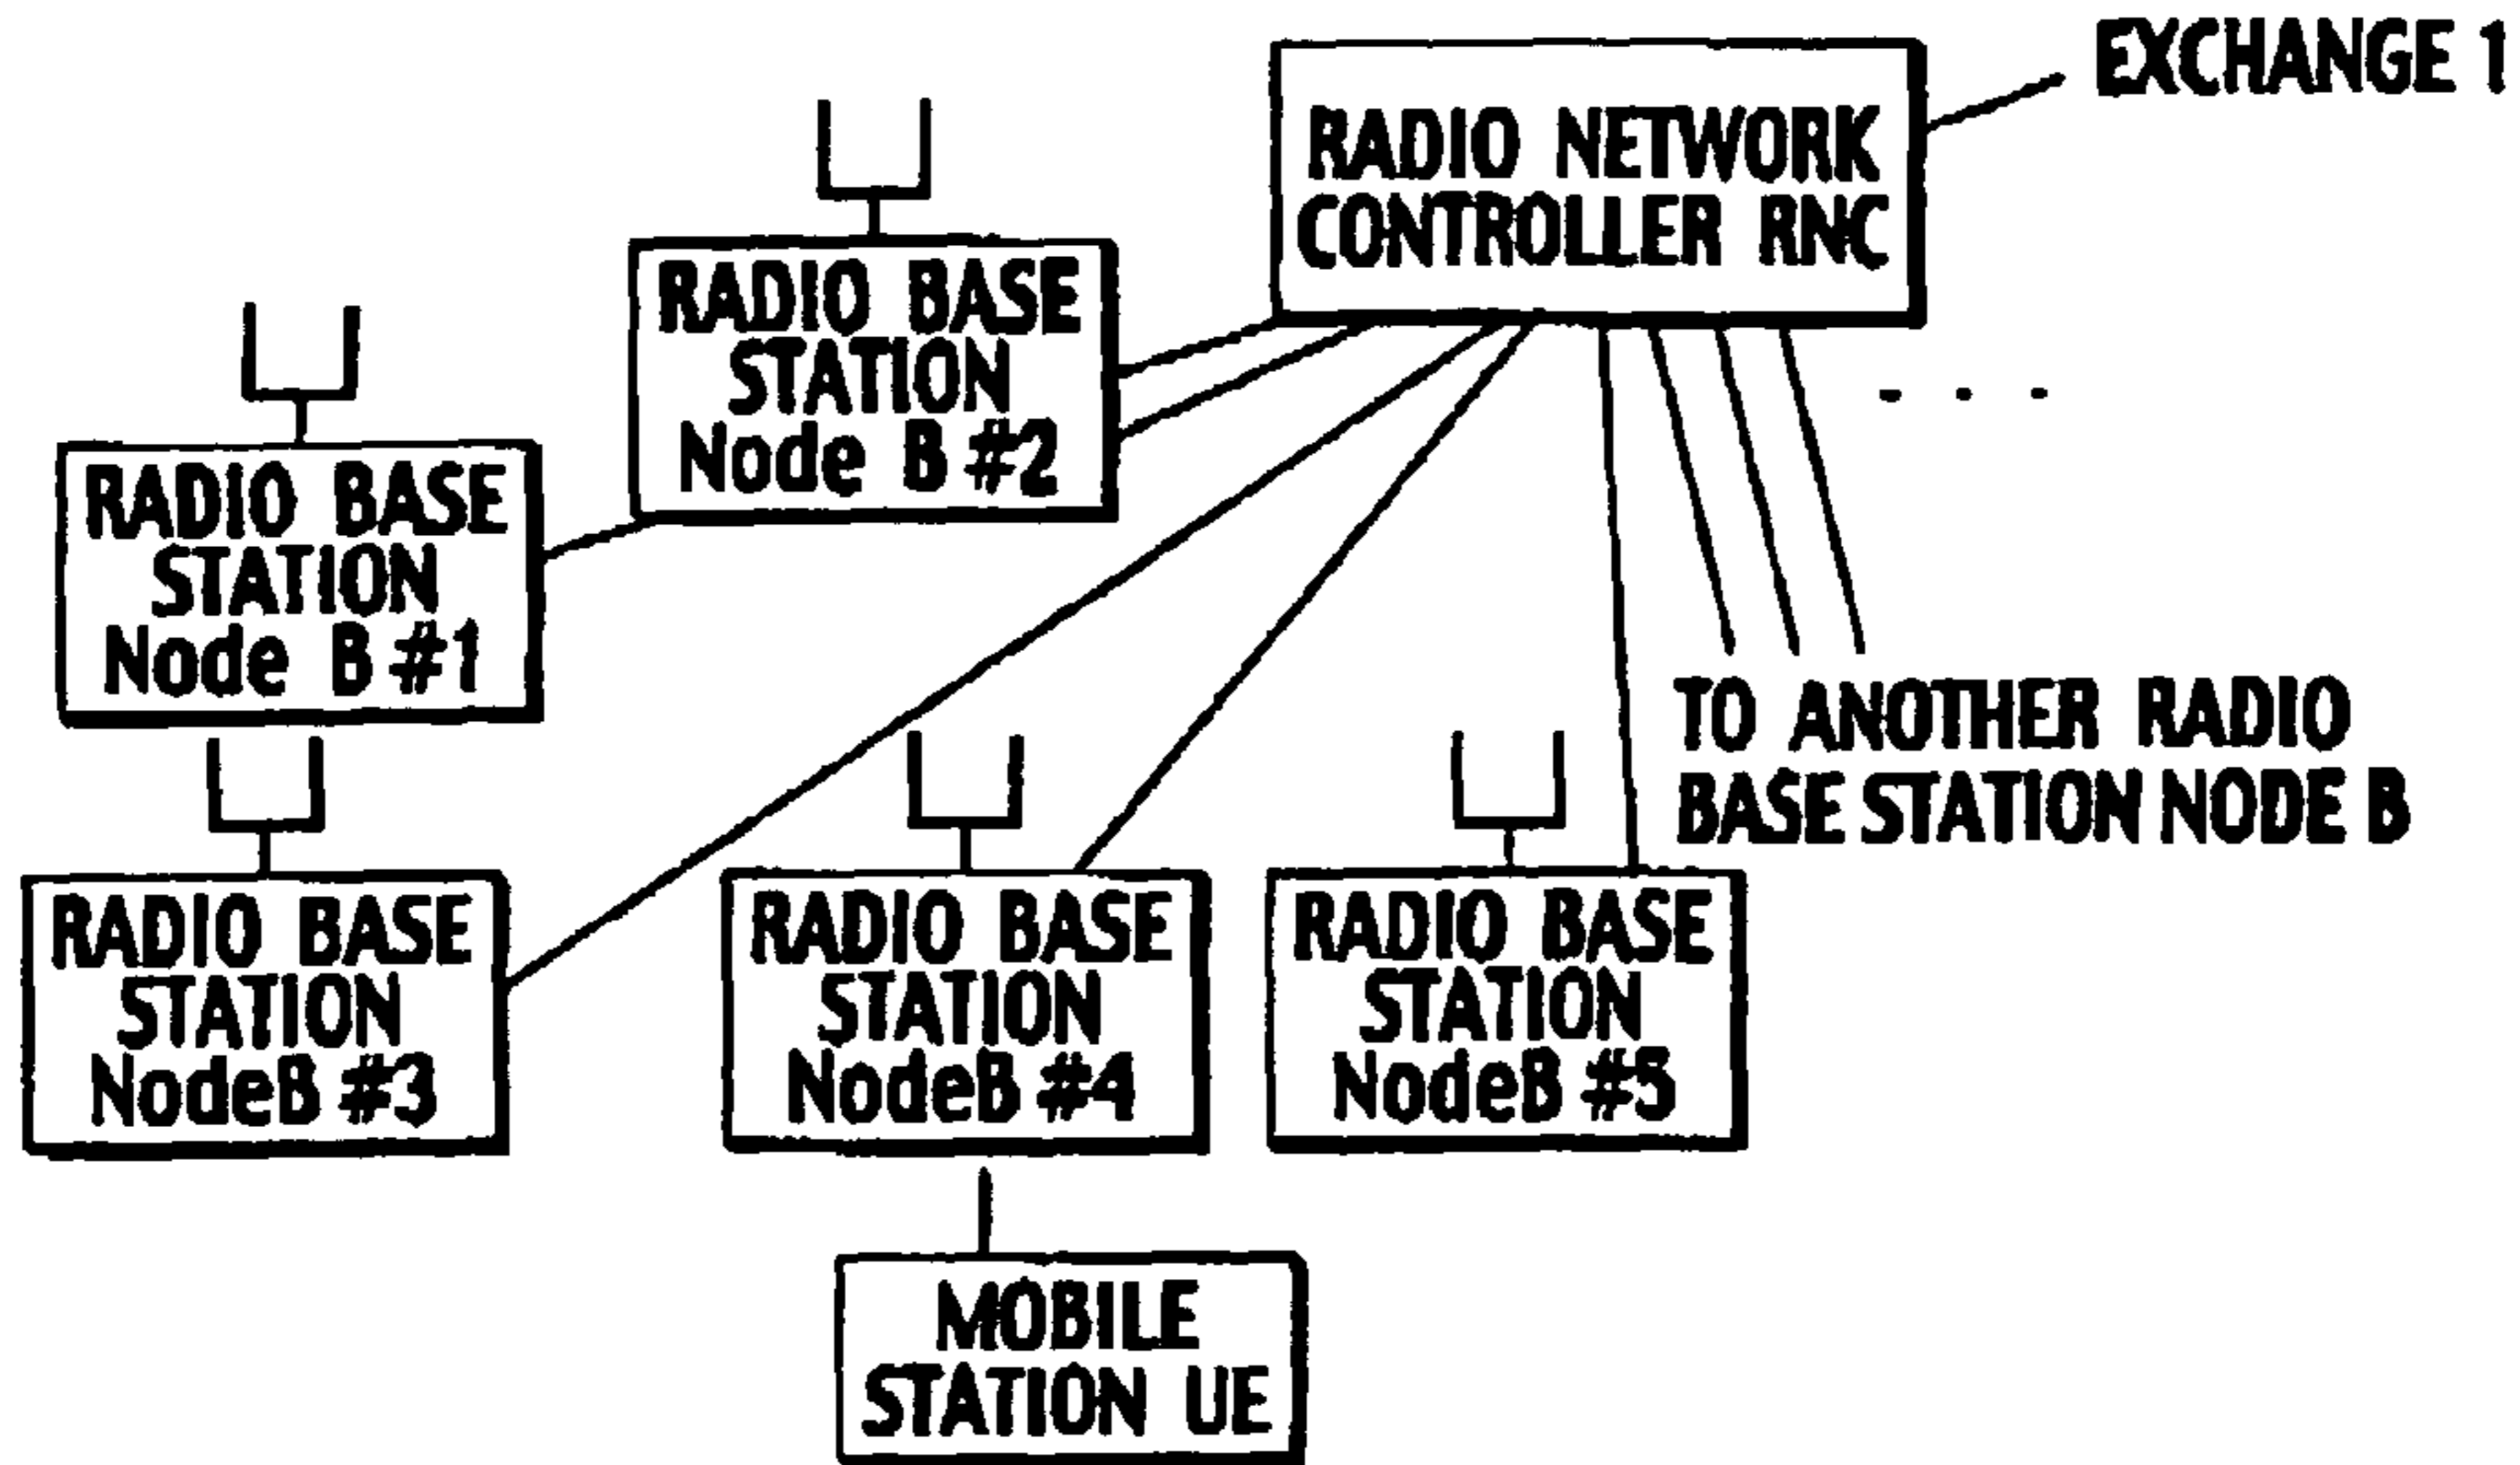 EXCHANGE 1
RADIO NETWORK
CONTROLLER RNC
RADIO BASE
STATION
Node B #2
RADIO BASE
STATION
Node B #1
TO ANOTHER RADIO
BASE STATION NODE B
RADIO BASE
STATION
NodeB #3
RADIO BASE
STATION
NodeB #4
RADIO BASE
STATION
NodeB #5
MOBILE
STATION UE